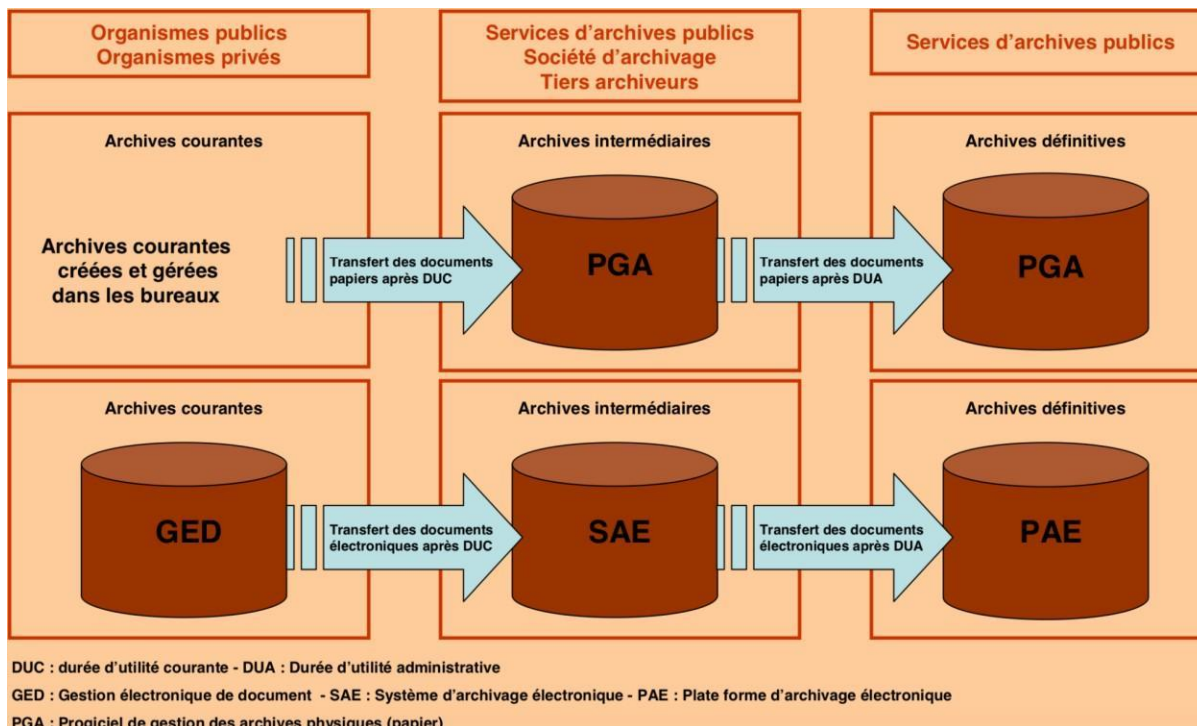 Organismes publics
Organismes privés
Services d'archives publics
Société d'archivage
Tiers archiveurs
Services d'archives publics
Archives courantes
Archives courantes
créées et gérées
dans les bureaux
Transfert des documents
papiers après DUC
Archives intermédiaires
PGA
Transfert des documents
papiers après DUA
Archives définitives
PGA
Archives courantes
GED
Transfert des documents
électroniques après DUC
Archives intermédiaires
SAE
Transfert des documents
électroniques après DUA
Archives définitives
PAE
DUC : durée d'utilité courante - DUA : Durée d'utilité administrative
GED : Gestion électronique de document - SAE : Système d'archivage électronique - PAE : Plate forme d'archivage électronique
PGA : Progiciel de gestion des archives physiques (papier)